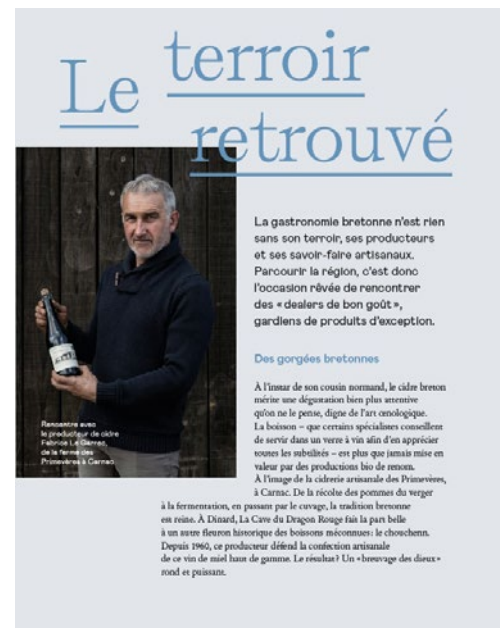 Le terroir
retrouvé
La gastronomie bretonne n'est rien
sans son terroir, ses producteurs
et ses savoir-faire artisanaux.
Parcourir la région, c'est donc
l'occasion rêvée de rencontrer
des «dealers de bon goût»,
gardiens de produits d'exception.
Des gorgées bretonnes
À l'instar de son cousin normand, le cidre breton
mérite une dégustation bien plus attentive
qu'on ne le pense, digne de l'art œnologique.
La boisson – que certains spécialistes conseillent
de servir dans un verre à vin afin d'en apprécier
toutes les subtilités – est plus que jamais mise en
valeur par des productions bio de renom.
À l'image de la cidrerie artisanale des Primevères,
à Carnac. De la récolte des pommes du verger
à la fermentation, en passant par le cuvage, la tradition bretonne
est reine. À Dinard, La Cave du Dragon Rouge fait la part belle
à un autre fleuron historique des boissons méconnues: le chouchenn.
Depuis 1960, ce producteur défend la confection artisanale
de ce vin de miel haut de gamme. Le résultat? Un «breuvage des dieux»
rond et puissant.
Rencontre avec
le producteur de cidre
Fabrice Le Garrec,
de la ferme des
Primevères à Carnac.